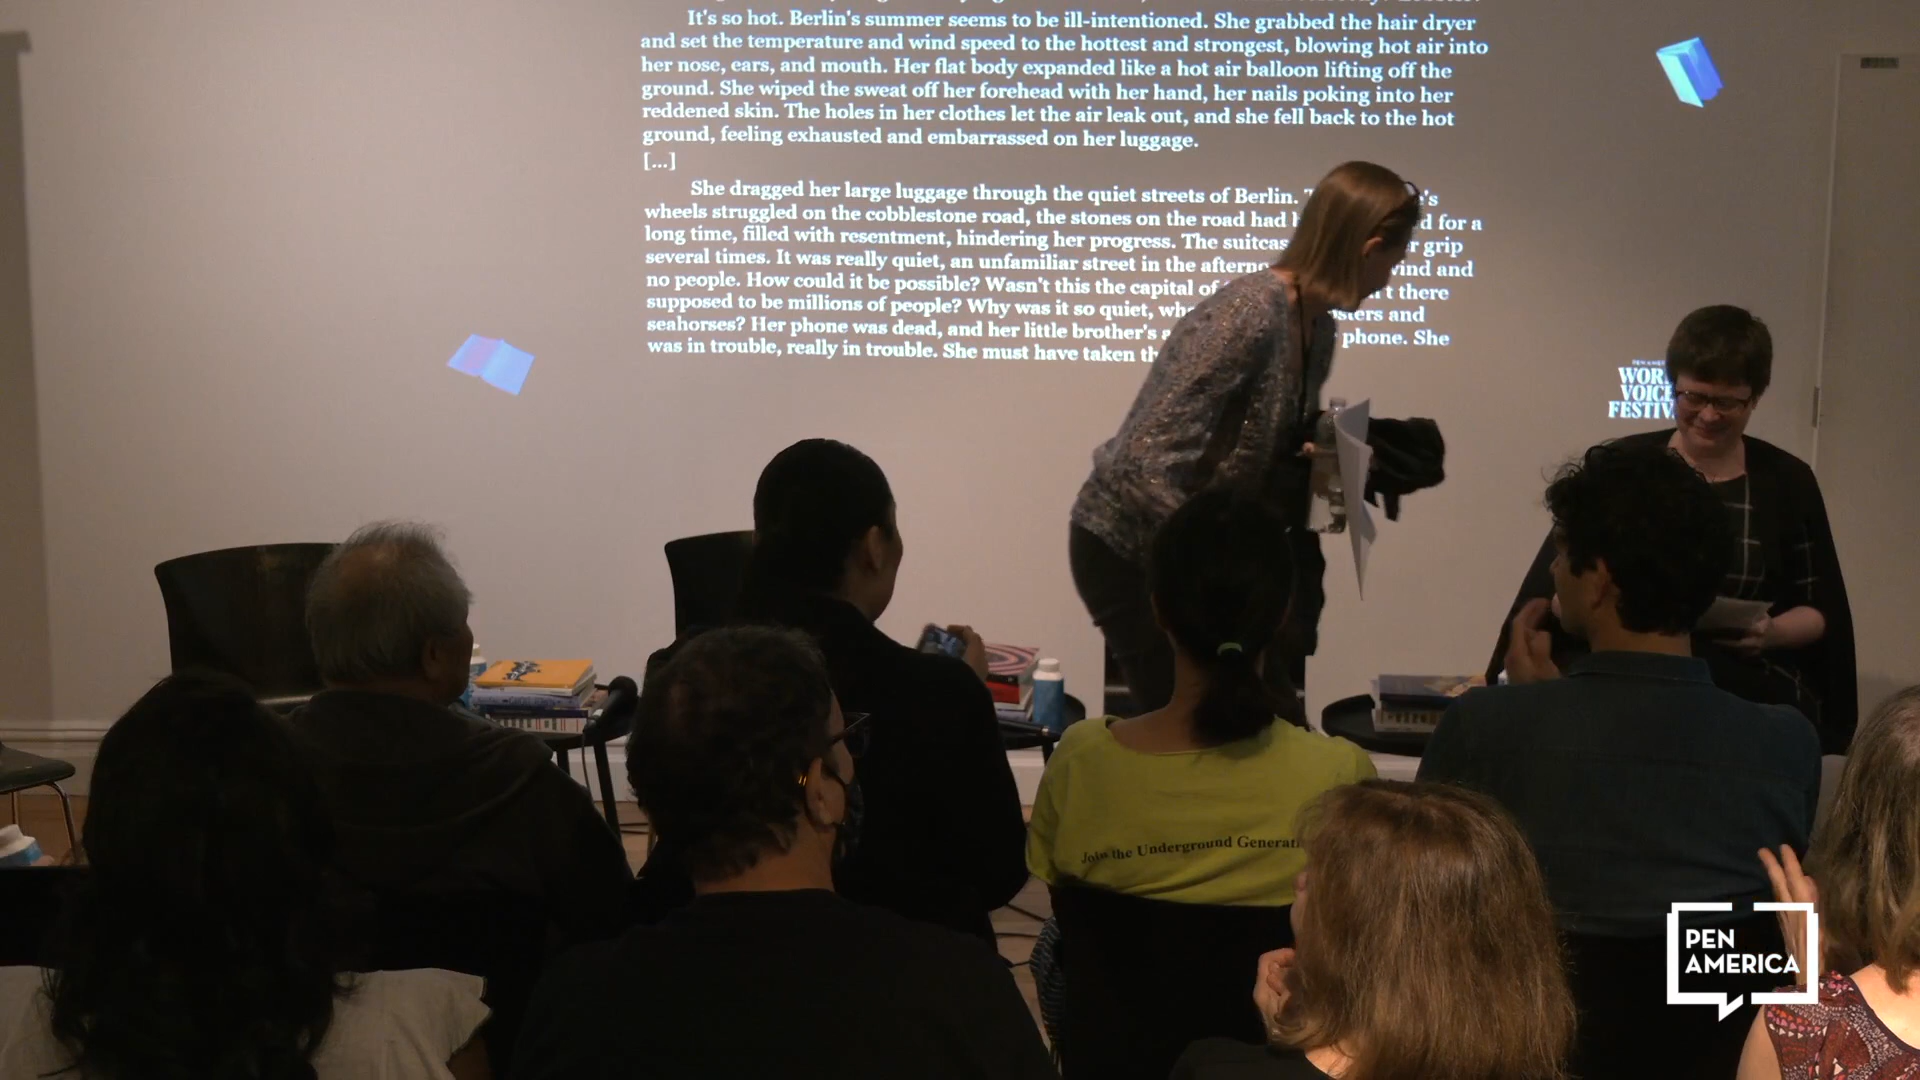 It's so hot. Berlin's summer seems to be ill-intentioned. She grabbed the hair dryer
and set the temperature and wind speed to the hottest and strongest, blowing hot air into
her nose, ears, and mouth. Her flat body expanded like a hot air balloon lifting off the
ground. She wiped the sweat off her forehead with her hand, her nails poking into her
reddened skin. The holes in her clothes let the air leak out, and she fell back to the hot
ground, feeling exhausted and embarrassed on her luggage.
[...]
She dragged her large luggage through the quiet streets of Berlin.
wheels struggled on the cobblestone road, the stones on the road had for a
long time, filled with resentment, hindering her progress. The grip
several times. It was really quiet, an unfamiliar street in the and
no people. How could it be possible? Wasn't this the capital of there
supposed to be millions of people? Why was it so quiet, and
seahorses? Her phone was dead, and her little brother's phone. She
was in trouble, really in trouble. She must have taken
WOR
VOICE
FESTIV
Join the Underground
PEN
AMERICA